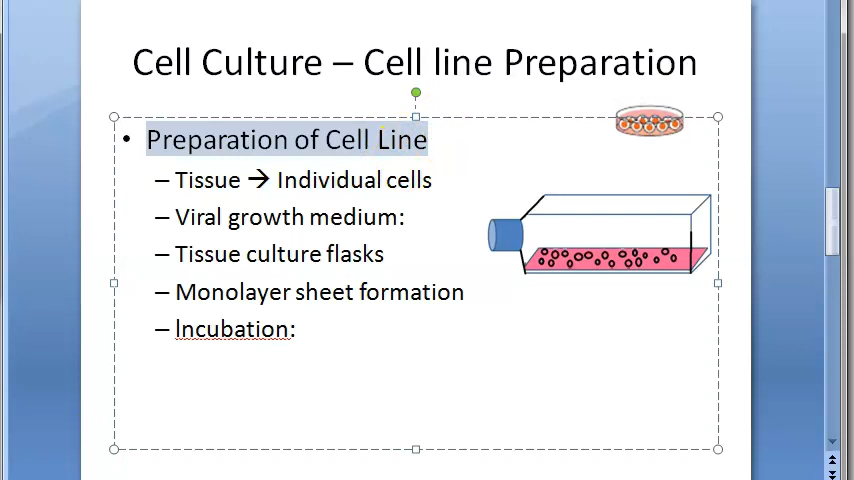 Cell Culture – Cell line Preparation
• Preparation of Cell Line
– Tissue → Individual cells
– Viral growth medium:
– Tissue culture flasks
– Monolayer sheet formation
– lncubation: